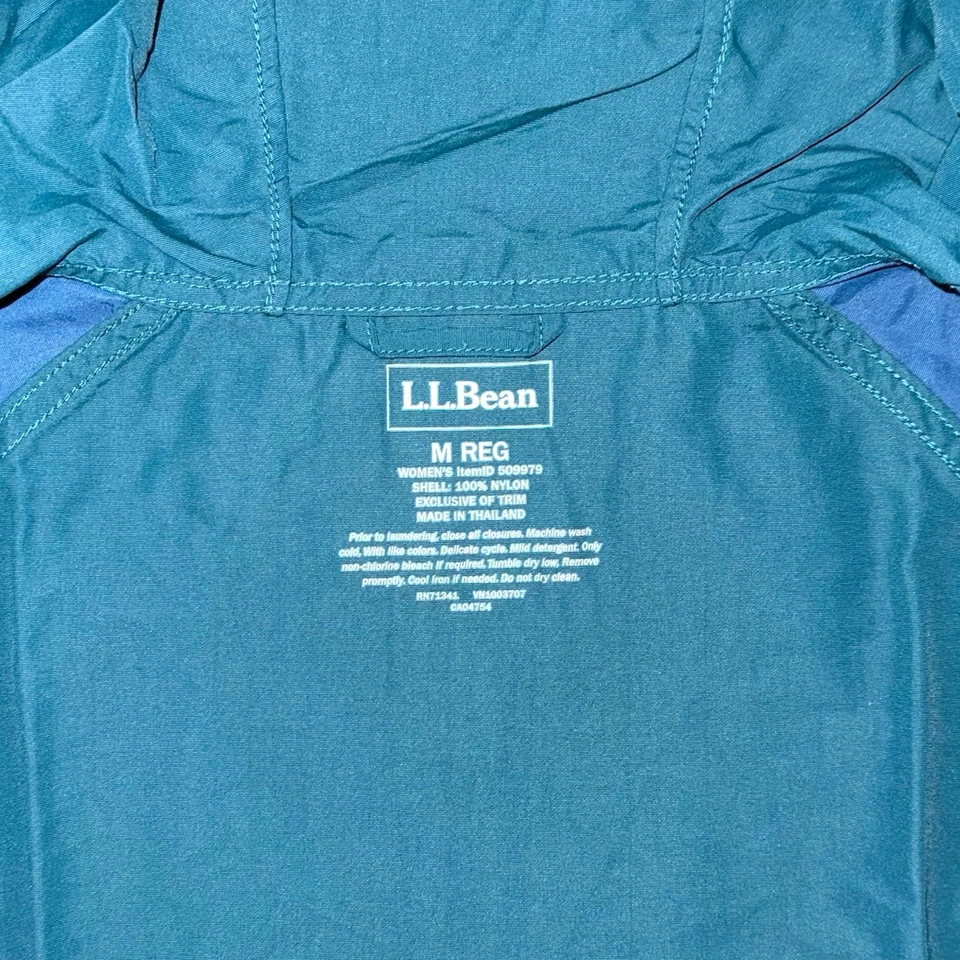 L.L.Bean
M REG
WOMEN'S ItemID 509979
SHELL: 100% NYLON
EXCLUSIVE OF TRIM
MADE IN THAILAND
Prior to laundering, close all closures. Machine wash
cold, With like colors. Delicate cycle. Mild detergent. Only
non-chlorine bleach if required. Tumble dry low, Remove
promptly. Cool iron if needed. Do not dry clean.
RN71341 VN1003707
CA04754